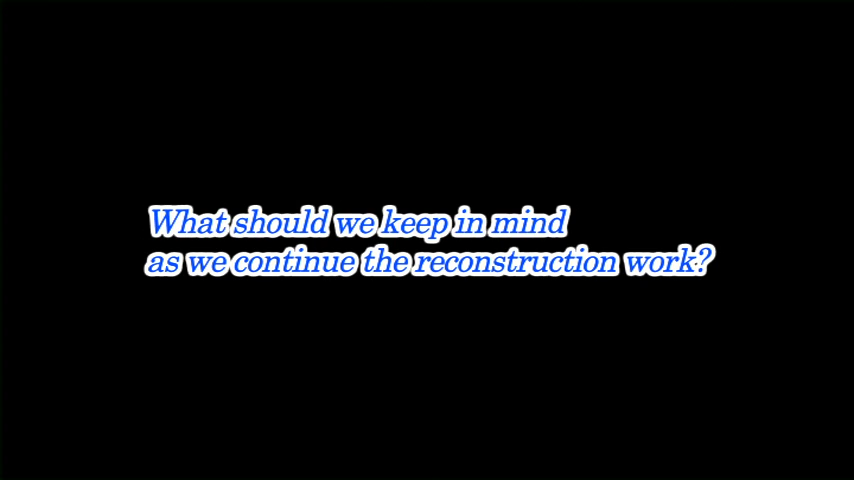 What should we keep in mind
as we continue the reconstruction work?